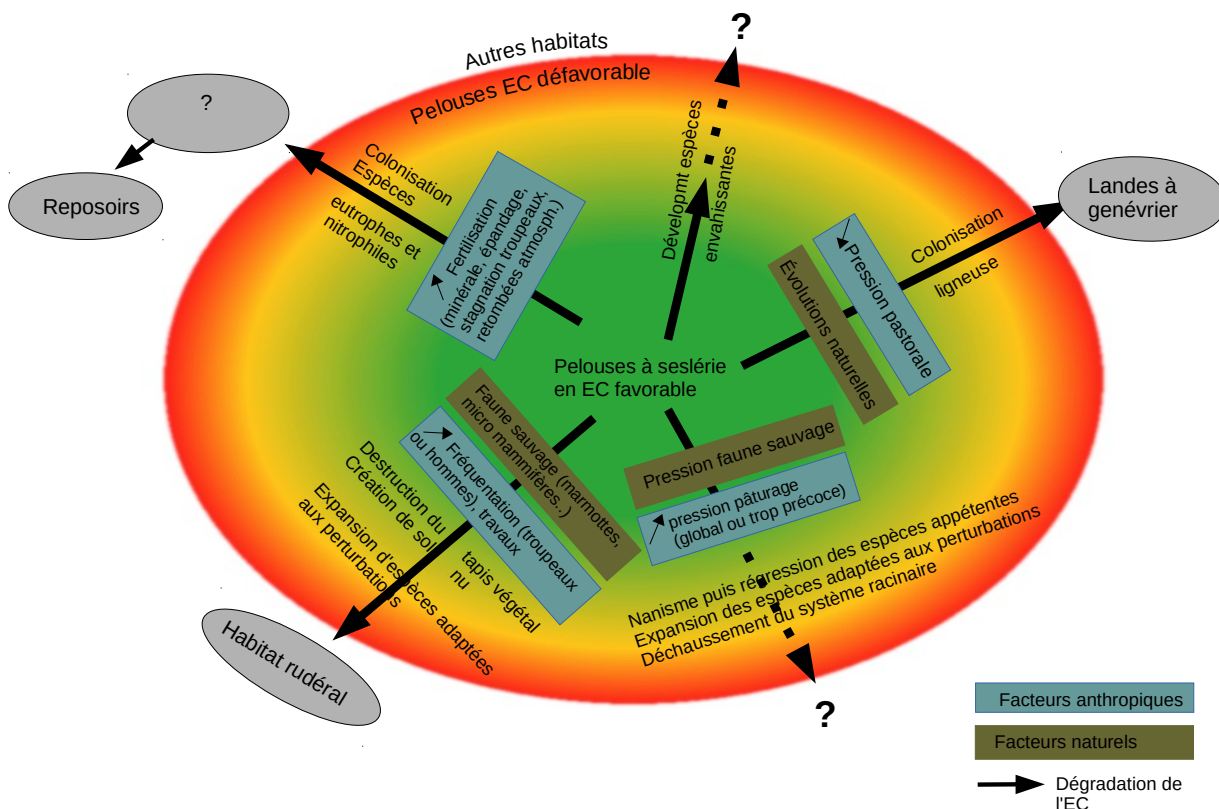 ?
Autres habitats
Pelouses EC défavorable
?
Reposoirs
Colonisation
Espèces
eutrophes et
nitrophiles
Fertilisation
(minérale, épandage,
stagnation troupeaux,
retombées atmosph,)
Dévelopmt espèces
envahissantes
Landes à
genévrier
Colonisation
ligneuse
Pression pastorale
Évolutions naturelles
Pelouses à seslérie
en EC favorable
Faune sauvage (marmottes,
micro mammifères..,)
Fréquentation (troupeaux
ou hommes), travaux
Destruction du tapis végétal
Création de sol nu
Expansion d'espèces adaptées
aux perturbations
Habitat rudéral
Pression faune sauvage
pression pâturage
(global ou trop précoce)
Nanisme puis régression des espèces appétentes
Expansion des espèces adaptées aux perturbations
Déchaussement du système racinaire
?
Facteurs anthropiques
Facteurs naturels
Dégradation de
l'EC